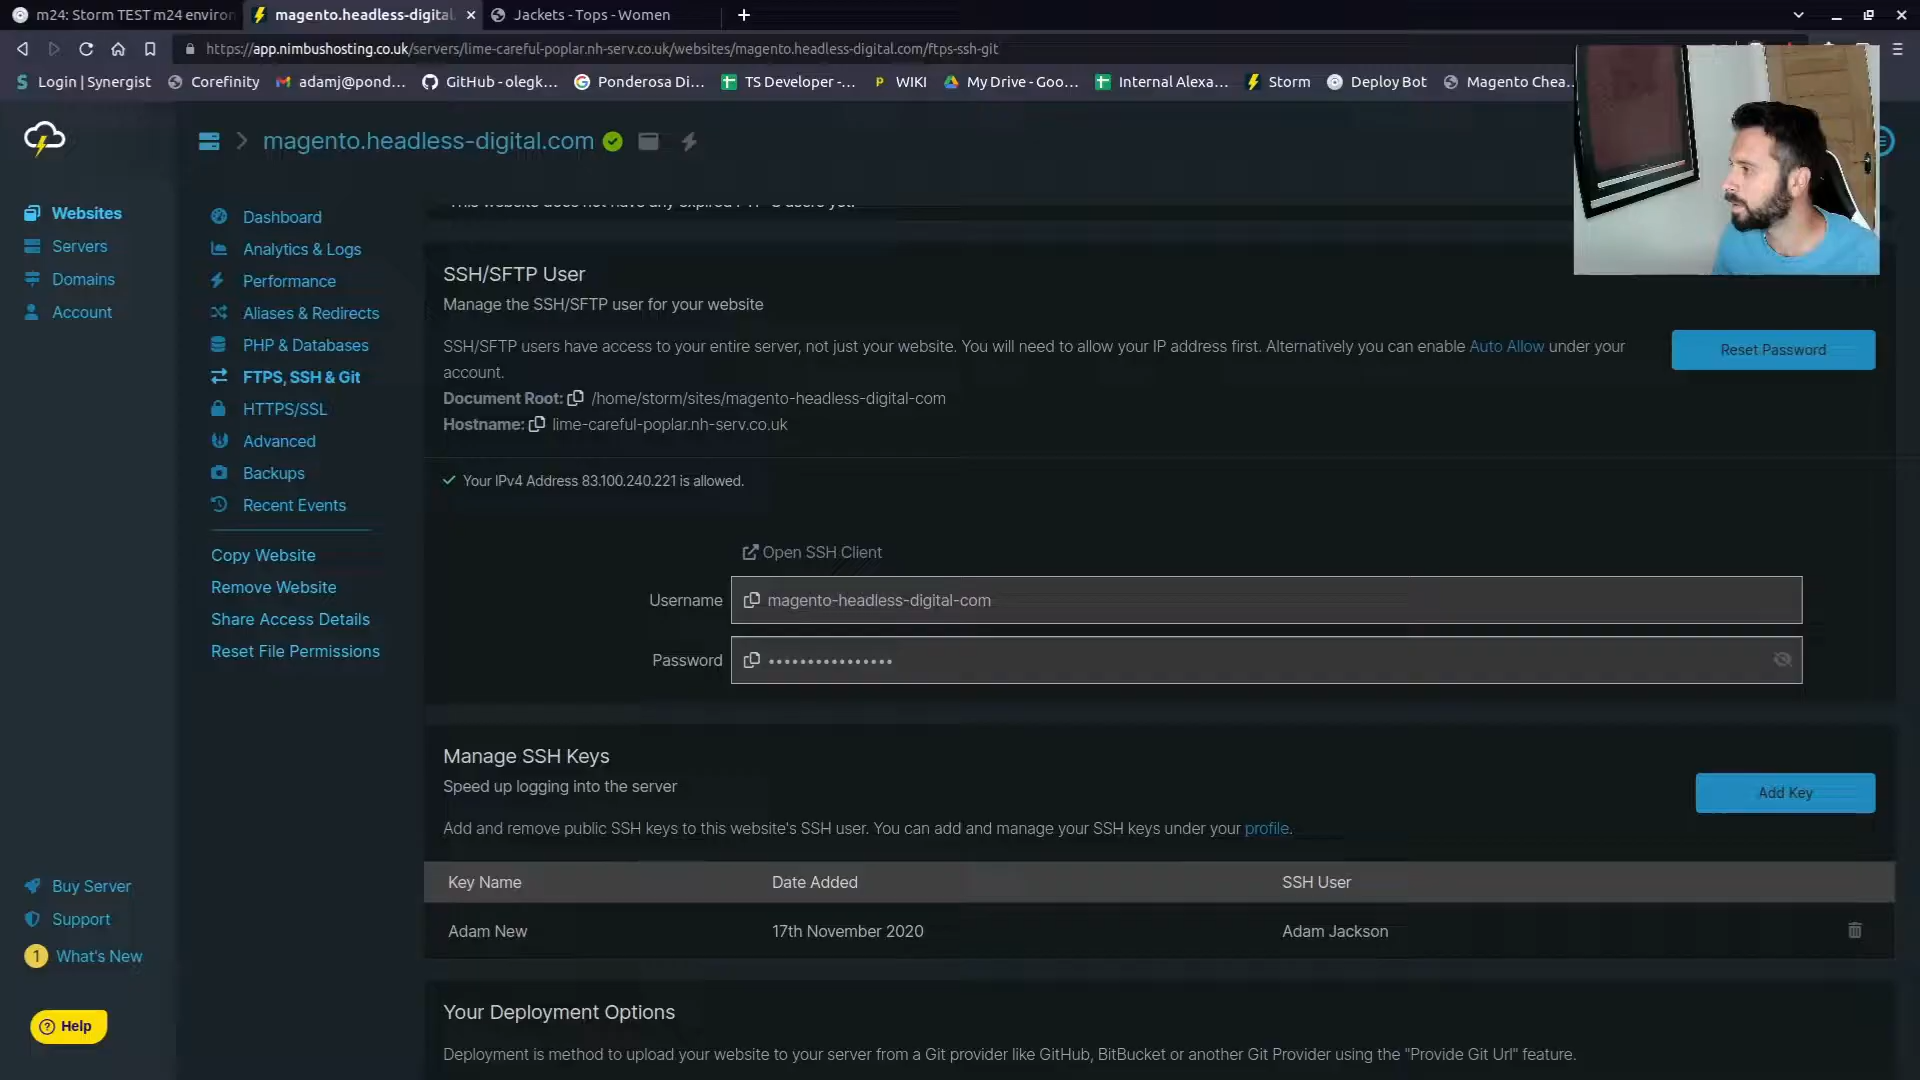 m24: Storm TEST m24 environ
magento.headless-digital.
Jackets - Tops - Women
https://app.nimbushosting.co.uk/servers/lime-careful-poplar.nh-serv.co.uk/websites/magento.headless-digital.com/ftps-ssh-git
Login | Synergist
Corefinity
adamj@pond...
GitHub - olegk...
Ponderosa Di...
TS Developer -...
WIKI
My Drive - Goo...
Internal Alexa...
Storm
Deploy Bot
Magento Chea...
magento.headless-digital.com
Websites
Servers
Domains
Account
Dashboard
Analytics & Logs
Performance
Aliases & Redirects
PHP & Databases
FTPS, SSH & Git
HTTPS/SSL
Advanced
Backups
Recent Events
Copy Website
Remove Website
Share Access Details
Reset File Permissions
This website does not have any expired FTPS users yet.
SSH/SFTP User
Manage the SSH/SFTP user for your website
SSH/SFTP users have access to your entire server, not just your website. You will need to allow your IP address first. Alternatively you can enable Auto Allow under your
account.
Document Root: /home/storm/sites/magento-headless-digital-com
Hostname: lime-careful-poplar.nh-serv.co.uk
Reset Password
Your IPv4 Address 83.100.240.221 is allowed.
Open SSH Client
Username magento-headless-digital-com
Password ••••••••••••••••
Manage SSH Keys
Speed up logging into the server
Add and remove public SSH keys to this website's SSH user. You can add and manage your SSH keys under your profile.
Add Key
Key Name Date Added SSH User
Adam New 17th November 2020 Adam Jackson
Your Deployment Options
Deployment is method to upload your website to your server from a Git provider like GitHub, BitBucket or another Git Provider using the "Provide Git Url" feature.
Buy Server
Support
1 What's New
? Help